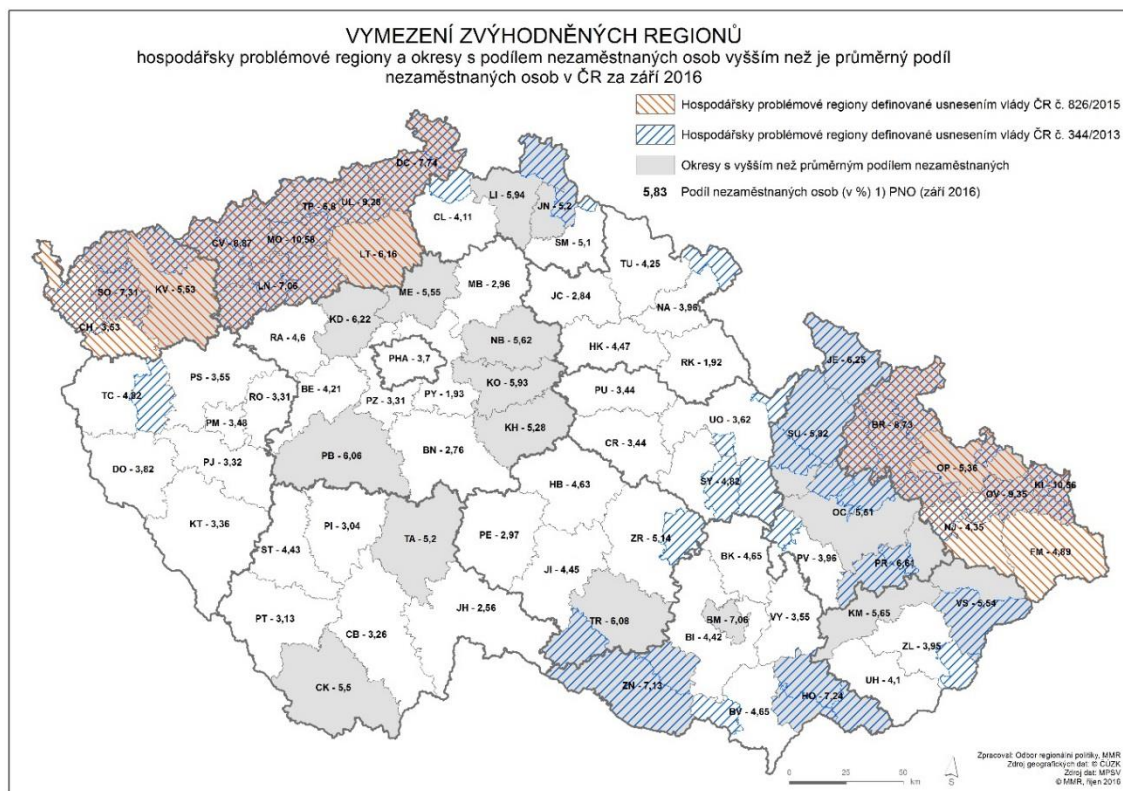 VYMEZENÍ ZVÝHODNĚNÝCH REGIONŮ
hospodářsky problémové regiony a okresy s podílem nezaměstnaných osob vyšším než je průměrný podíl
nezaměstnaných osob v ČR za září 2016
Hospodářsky problémové regiony definované usnesením vlády ČR č. 826/2015
Hospodářsky problémové regiony definované usnesením vlády ČR č. 344/2013
Okresy s vyšším než průměrným podílem nezaměstnaných
5,83 Podíl nezaměstnaných osob (v %) 1) PNO (září 2016)
DC - 7,74
LI - 5,94
JN - 5,2
TP - 6,8
UL - 9,28
CL - 4,11
CV - 8,87
MO - 10,58
LT - 6,16
SM - 5,1
TU - 4,25
SO - 7,31
KV - 5,53
LN - 7,06
ME - 5,55
MB - 2,96
JC - 2,84
NA - 3,96
CH - 3,53
KD - 6,22
RA - 4,6
NB - 5,62
HK - 4,47
PHA - 3,7
RK - 1,92
JE - 6,25
PS - 3,55
TC - 4,82
RO - 3,31
BE - 4,21
PZ - 3,31
PY - 1,93
KO - 5,93
PU - 3,44
BR - 8,73
PM - 3,48
KH - 5,28
UO - 3,62
SU - 5,92
CR - 3,44
PB - 6,06
BN - 2,76
DO - 3,82
PJ - 3,32
OP - 5,36
SY - 4,82
HB - 4,63
KI - 10,56
OV - 9,35
OC - 5,51
KT - 3,36
PI - 3,04
TA - 5,2
PE - 2,97
ZR - 5,14
NJ - 4,35
ST - 4,43
BK - 4,65
PV - 3,96
PR - 6,61
FM - 4,89
JI - 4,45
PT - 3,13
JH - 2,56
TR - 6,08
BM - 7,06
VY - 3,55
KM - 5,65
VS - 5,54
CB - 3,26
BI - 4,42
ZL - 3,95
CK - 5,5
ZN - 7,13
HO - 7,24
UH - 4,1
BV - 4,65
Zpracoval: Odbor regionální politiky, MMR
Zdroj geografických dat: © ČÚZK
Zdroj dat: MPSV
© MMR, říjen 2016
0 25 50
km
S